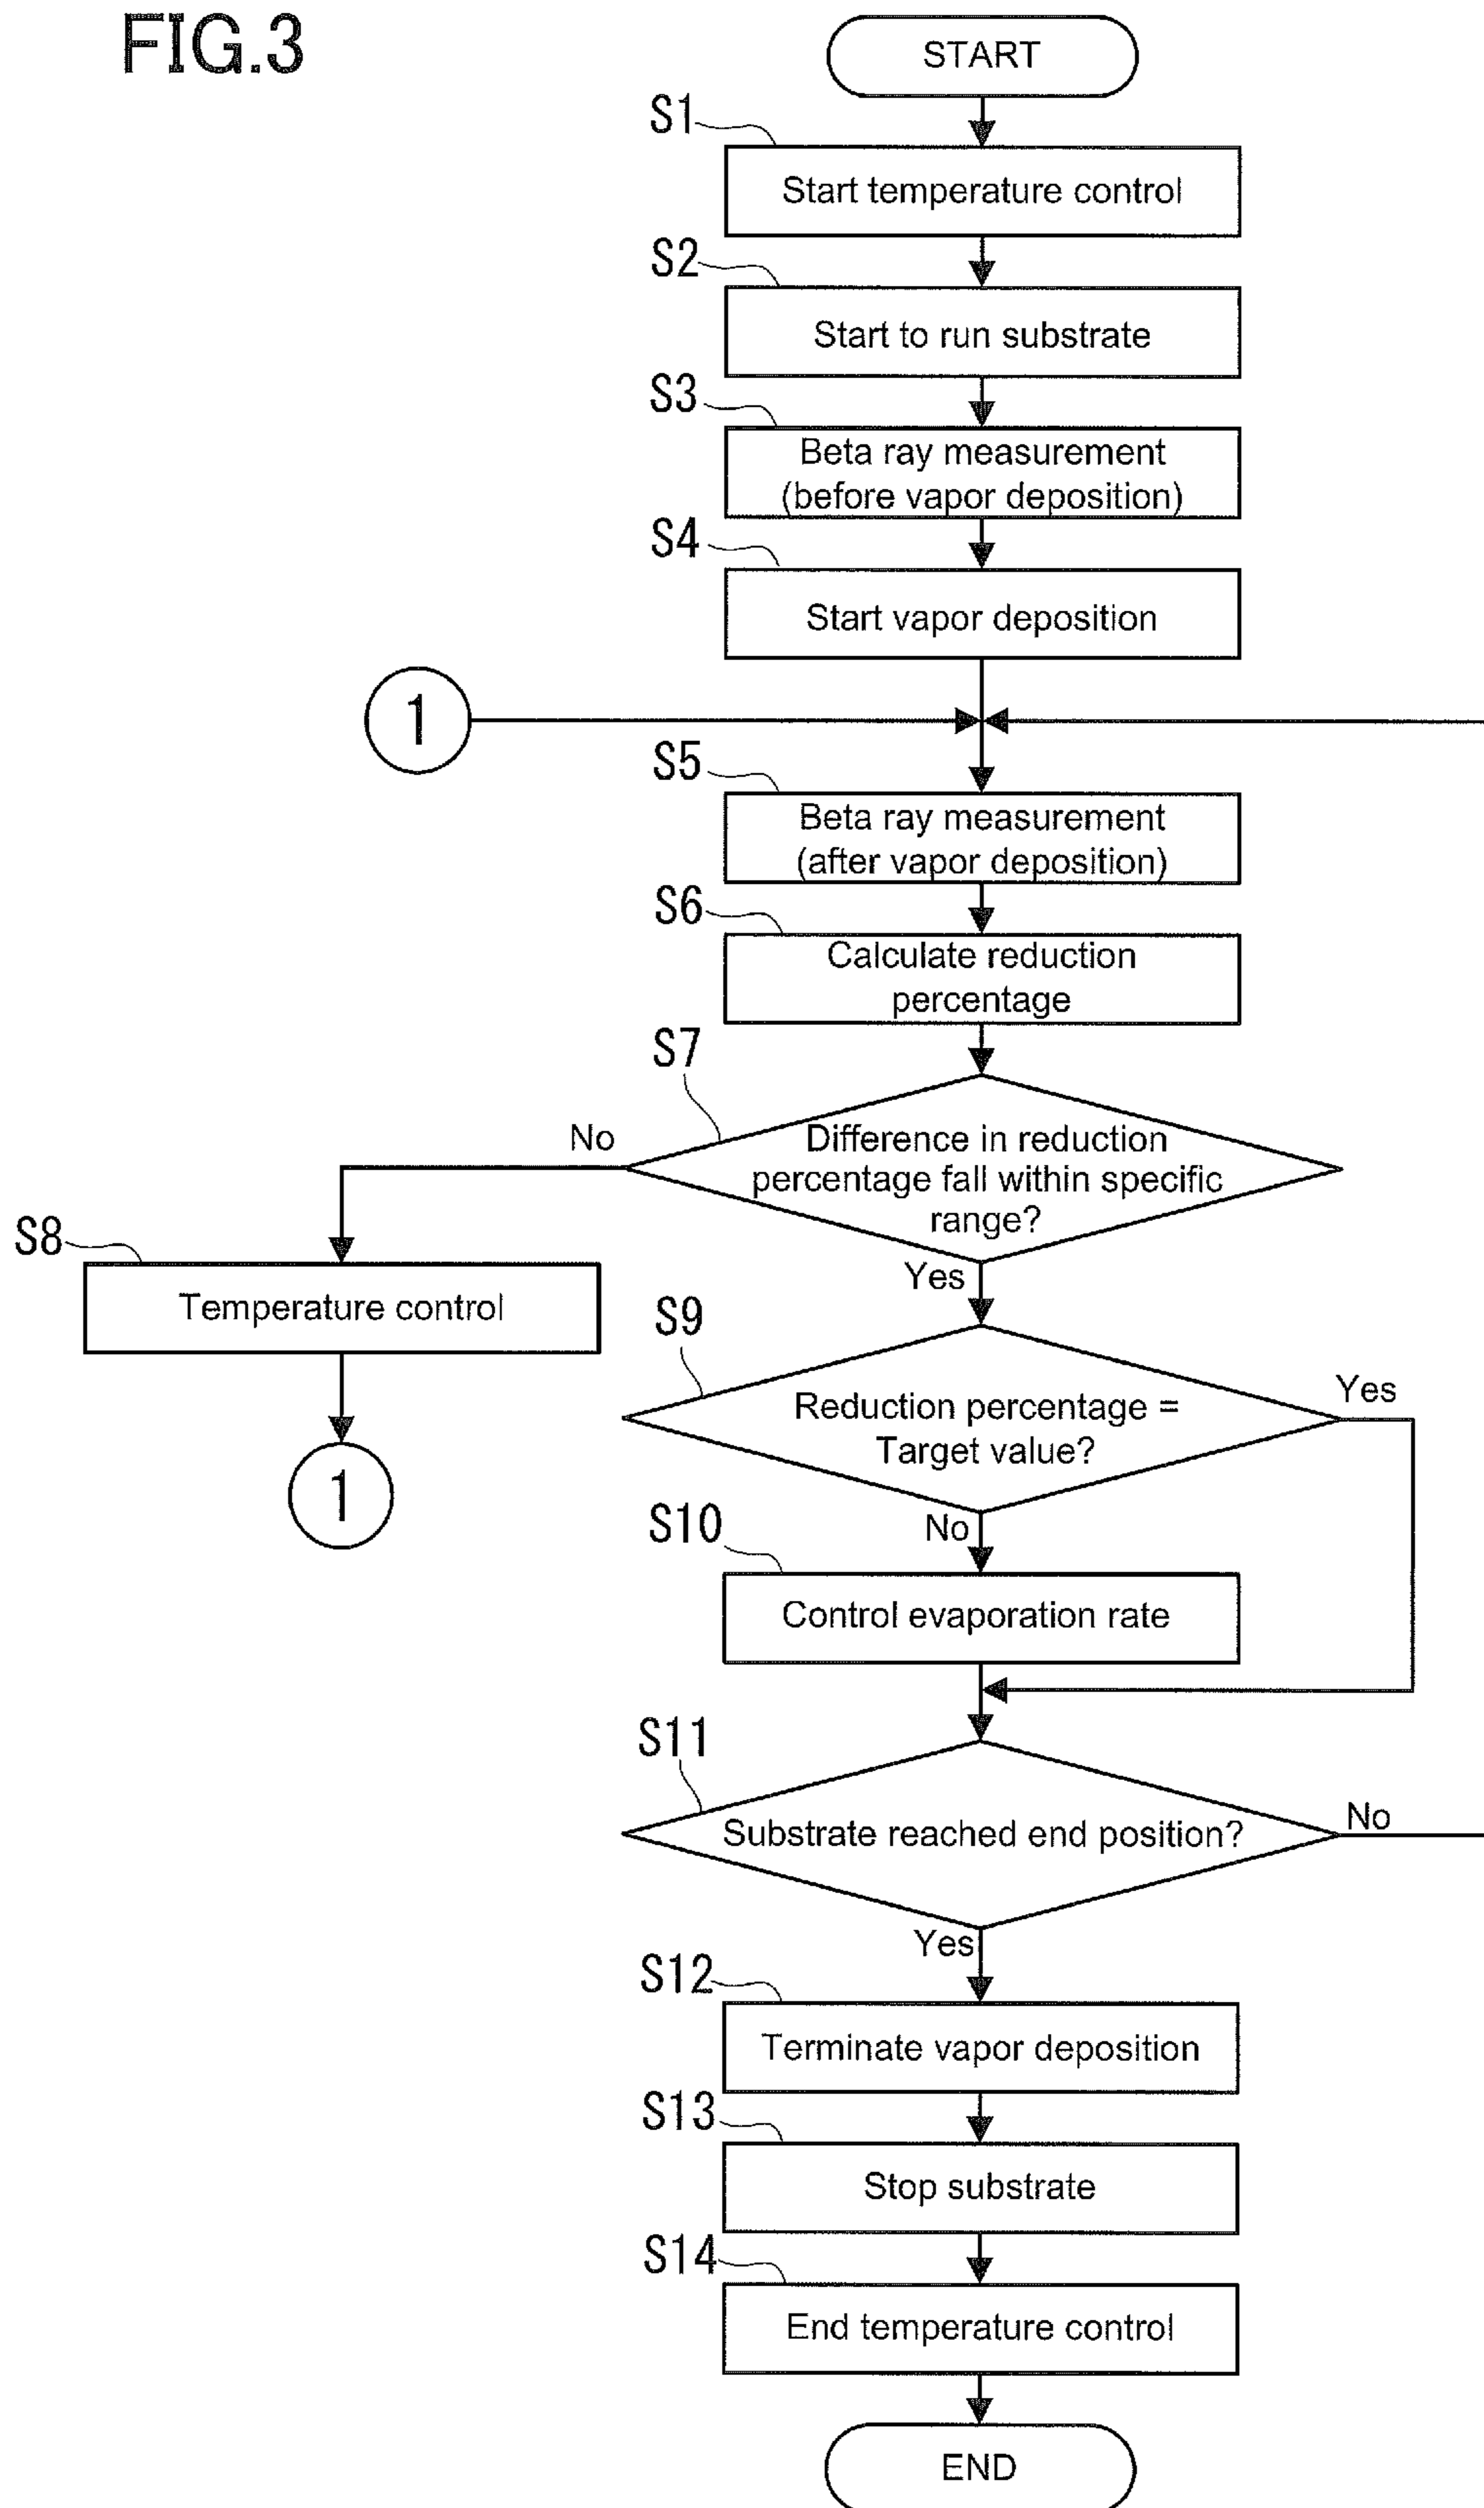 FIG.3
START
S1
Start temperature control
S2
Start to run substrate
S3
Beta ray measurement
(before vapor deposition)
S4
Start vapor deposition
1
S5
Beta ray measurement
(after vapor deposition)
S6
Calculate reduction
percentage
S7
No
Difference in reduction
percentage fall within specific
range?
Yes
S8
Temperature control
1
S9
Reduction percentage =
Target value?
Yes
No
S10
Control evaporation rate
S11
Substrate reached end position?
No
Yes
S12
Terminate vapor deposition
S13
Stop substrate
S14
End temperature control
END